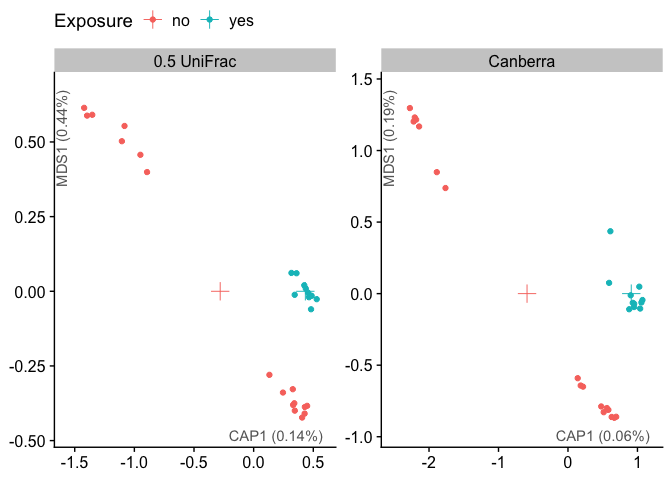 Exposure no yes
0.5 UniFrac
Canberra
MDS1 (0.44%)
0.50
0.25
0.00
-0.25
-0.50
CAP1 (0.14%)
-1.5 -1.0 -0.5 0.0 0.5
MDS1 (0.19%)
1.5
1.0
0.5
0.0
-0.5
-1.0
CAP1 (0.06%)
-2 -1 0 1